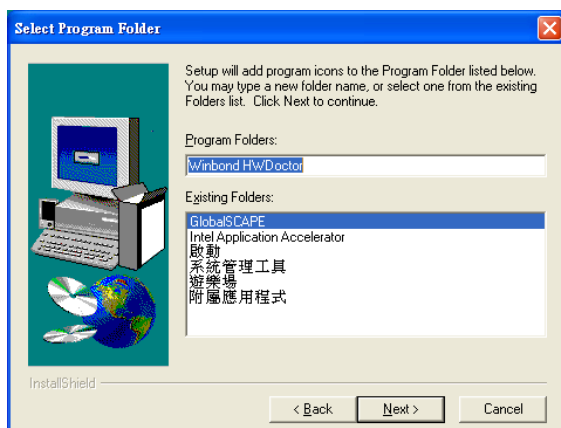 Select Program Folder
Setup will add program icons to the Program Folder listed below.
You may type a new folder name, or select one from the existing
Folders list. Click Next to continue.
Program Folders:
Winbond HWDoctor
Existing Folders:
GlobalSCAPE
Intel Application Accelerator
啟動
系統管理工具
遊樂場
附屬應用程式
InstallShield
< Back
Next >
Cancel